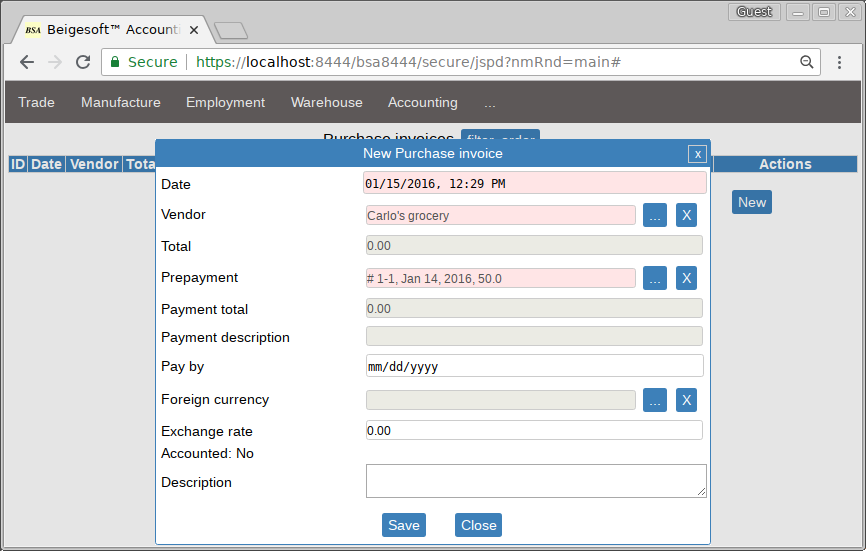 Guest
BSA Beigesoft™ Accounti
Secure https://localhost:8444/bsa8444/secure/jspd?nmRnd=main#
Trade Manufacture Employment Warehouse Accounting ...
Purchase invoices filter, order
ID Date Vendor Tota Actions
New Purchase invoice x
Date 01/15/2016, 12:29 PM
New
Vendor Carlo's grocery ... X
Total 0.00
Prepayment # 1-1, Jan 14, 2016, 50.0 ... X
Payment total 0.00
Payment description
Pay by mm/dd/yyyy
Foreign currency ... X
Exchange rate 0.00
Accounted: No
Description
Save Close